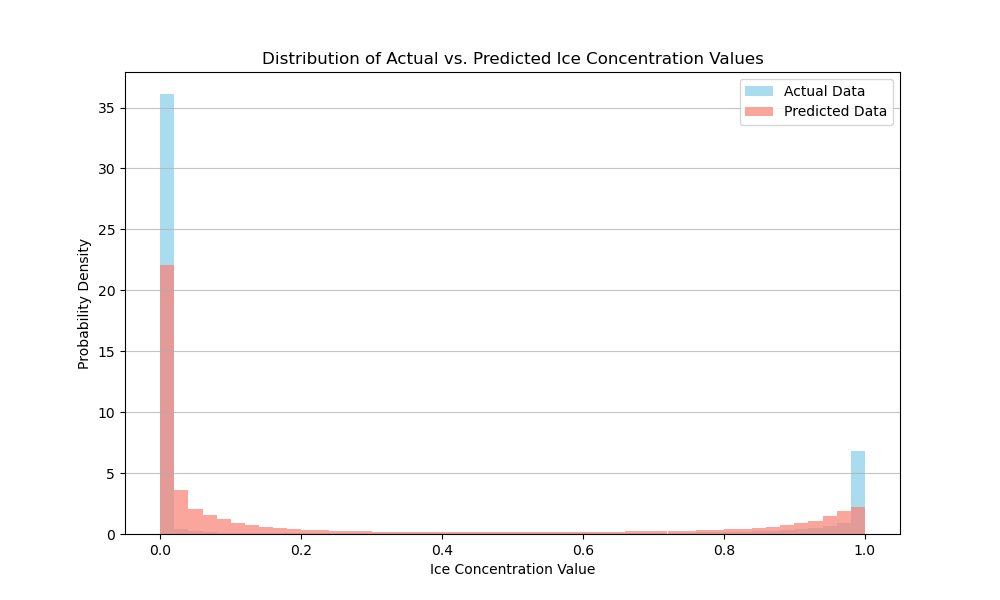 Distribution of Actual vs. Predicted Ice Concentration Values
Actual Data
Predicted Data
Probability Density
35
30
25
20
15
10
5
0
0.0 0.2 0.4 0.6 0.8 1.0
Ice Concentration Value